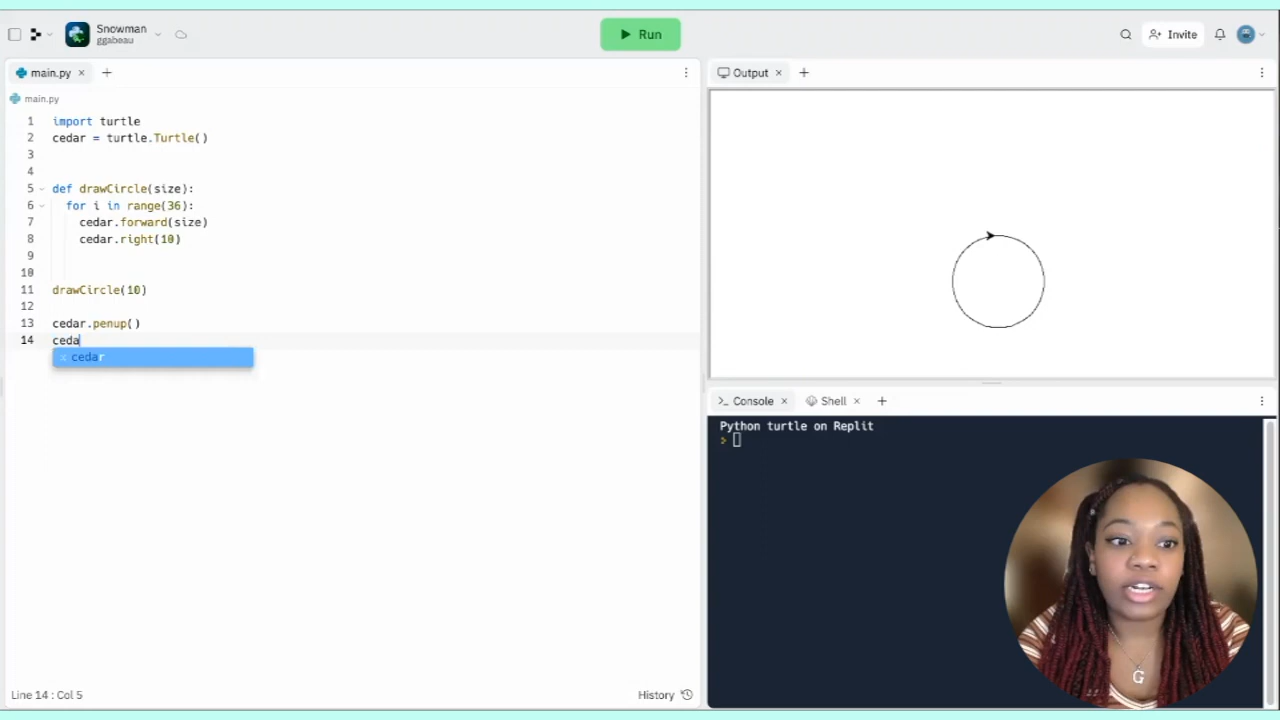 Snowman
ggabeau
Run
Invite
main.py
main.py
1 import turtle
2 cedar = turtle.Turtle()
3
4
5 def drawCircle(size):
6 for i in range(36):
7 cedar.forward(size)
8 cedar.right(10)
9
10
11 drawCircle(10)
12
13 cedar.penup()
14 ceda
cedar
Line 14 : Col 5
History
Output
Console
Shell
Python turtle on Replit
>
G